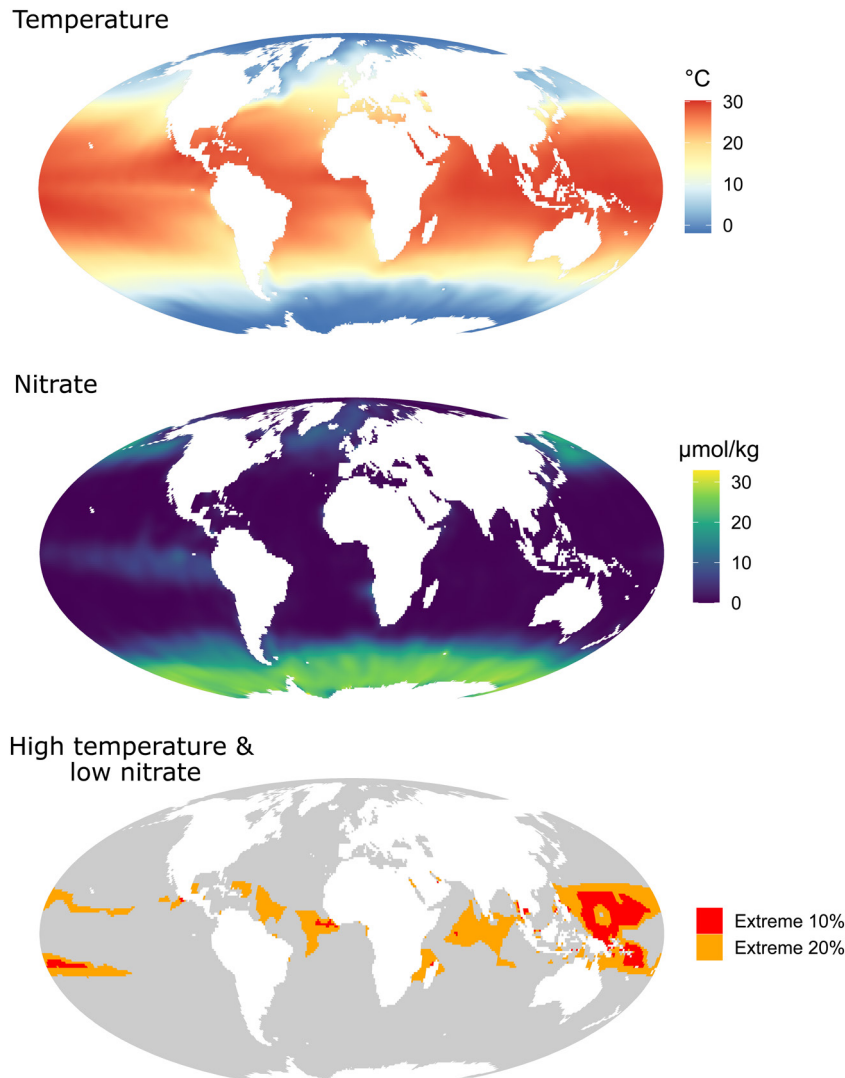 Temperature
°C
30
20
10
0
Nitrate
μmol/kg
30
20
10
0
High temperature &
low nitrate
Extreme 10%
Extreme 20%